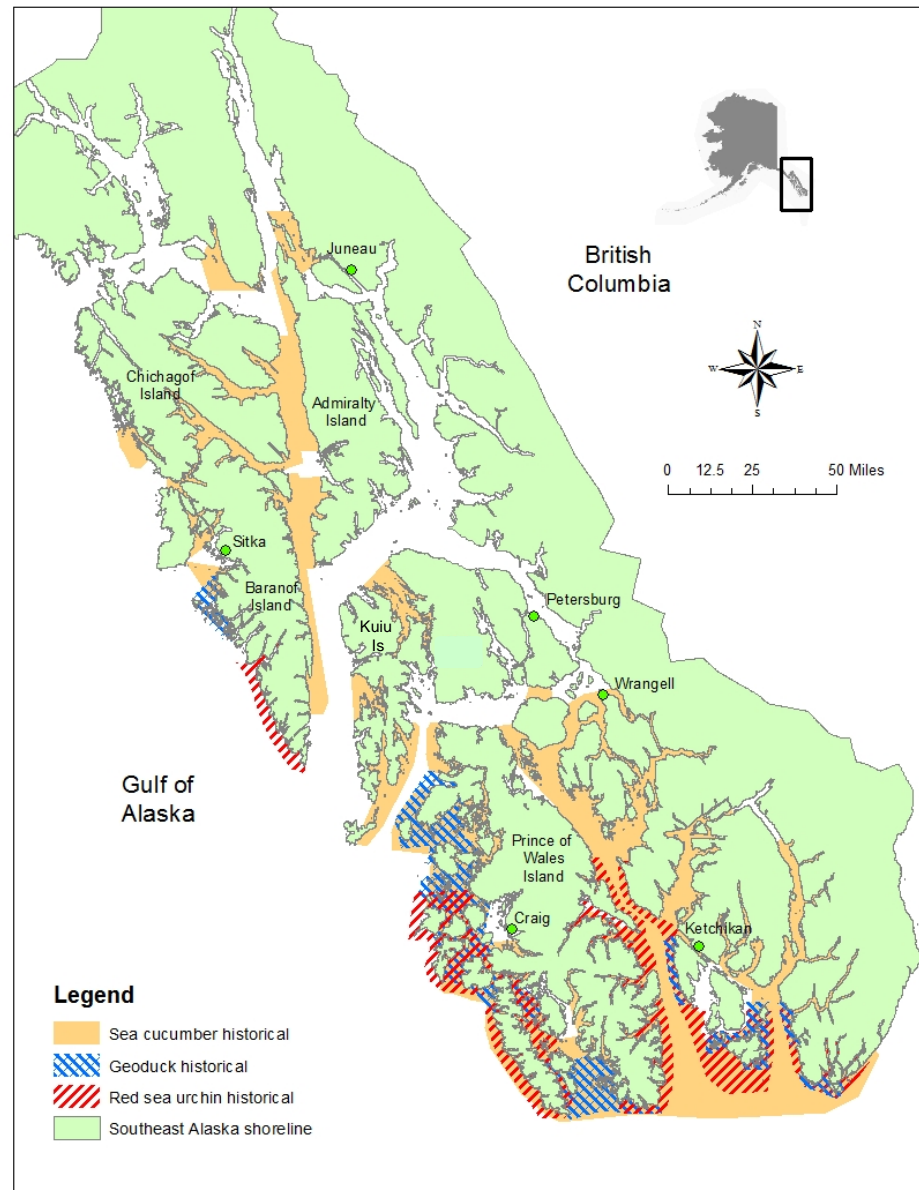 Juneau
British
Columbia
N
W
E
S
Chichagof
Island
Admiralty
Island
0 12.5 25 50 Miles
Sitka
Baranof
Island
Kuiu
Is
Petersburg
Wrangell
Gulf of
Alaska
Prince of
Wales
Island
Craig
Ketchikan
Legend
Sea cucumber historical
Geoduck historical
Red sea urchin historical
Southeast Alaska shoreline